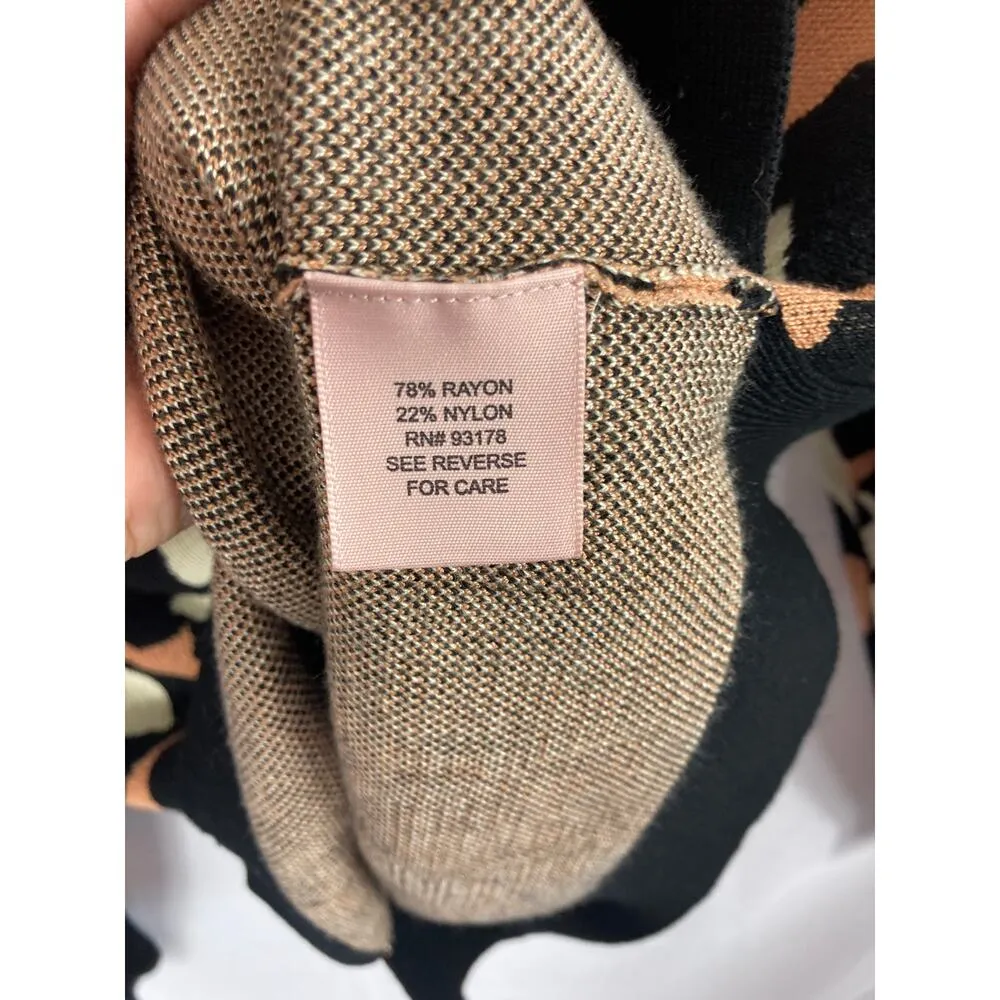 78% RAYON
22% NYLON
RN# 93178
SEE REVERSE
FOR CARE